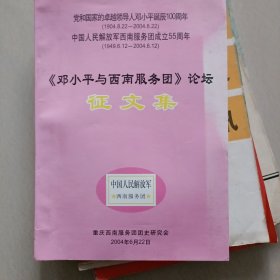 党和国家的卓越领导人邓小平诞辰100周年
(1904.8.22—2004.8.22)
中国人民解放军西南服务团成立55周年
(1949.6.12—2004.6.12)
《邓小平与西南服务团》论坛
征文集
中国人民解放军
★西南服务团★
重庆西南服务团团史研究会
2004年6月22日